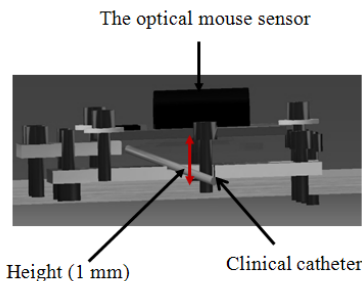 The optical mouse sensor
Height (1 mm)
Clinical catheter